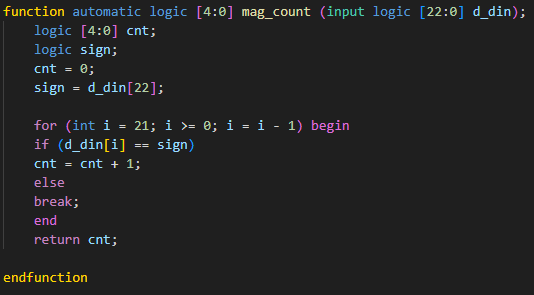 function automatic logic [4:0] mag_count (input logic [22:0] d_din);
logic [4:0] cnt;
logic sign;
cnt = 0;
sign = d_din[22];
for (int i = 21; i >= 0; i = i - 1) begin
if (d_din[i] == sign)
cnt = cnt + 1;
else
break;
end
return cnt;
endfunction